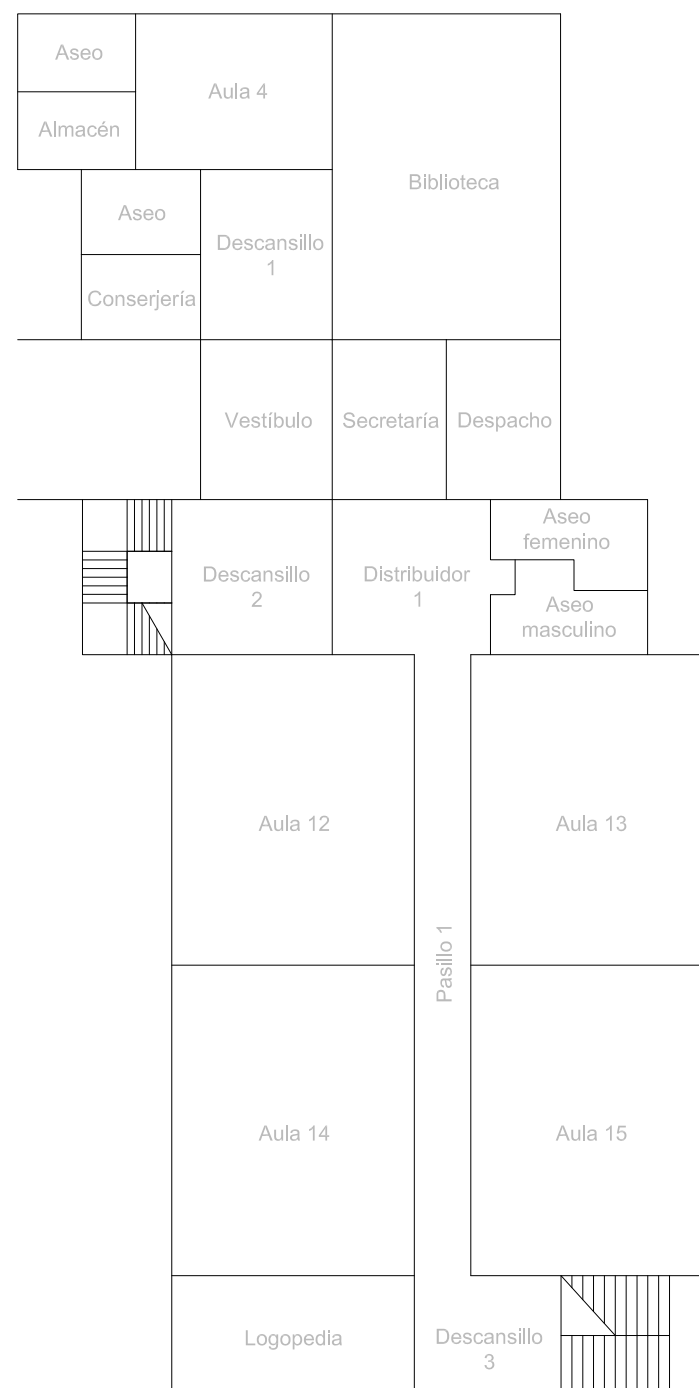 Aseo
Aula 4
Almacén
Biblioteca
Aseo
Descansillo
1
Conserjería
Vestíbulo
Secretaría
Despacho
Aseo
femenino
Descansillo
2
Distribuidor
1
Aseo
masculino
Aula 12
Aula 13
Pasillo 1
Aula 14
Aula 15
Logopedia
Descansillo
3